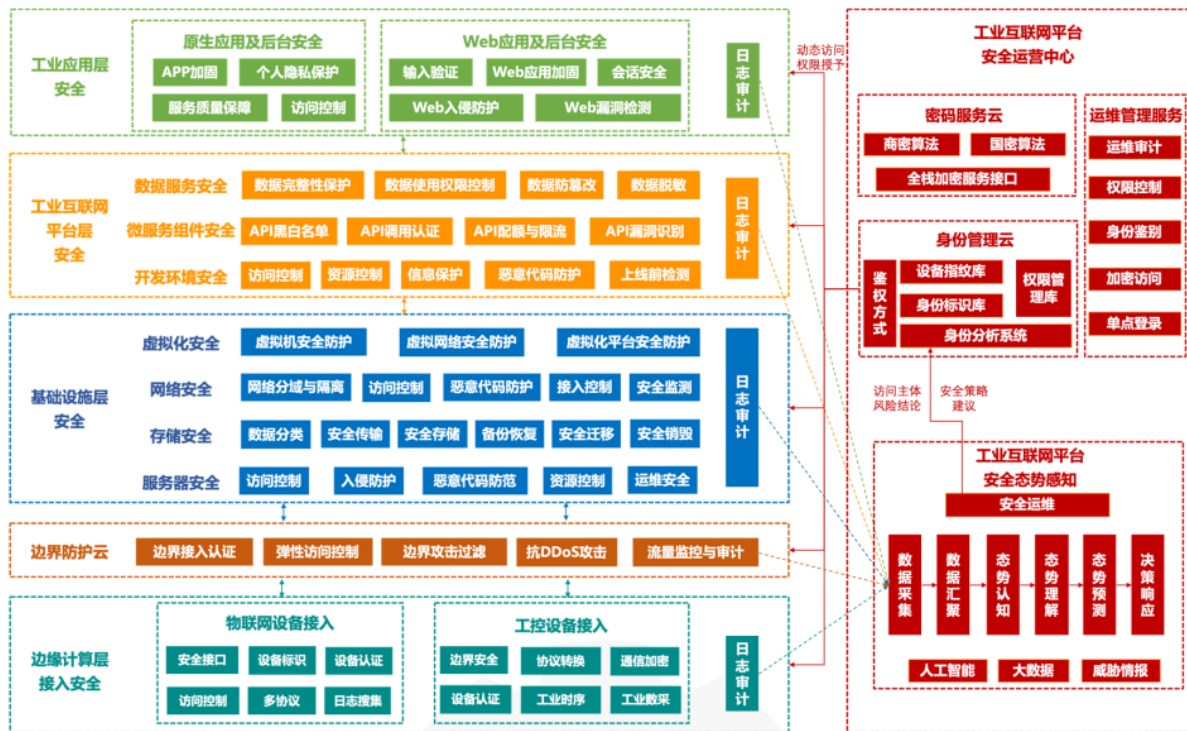 工业应用层
安全
原生应用及后台安全
APP加固
个人隐私保护
服务质量保障
访问控制
Web应用及后台安全
输入验证
Web应用加固
会话安全
Web入侵防护
Web漏洞检测
日志审计
动态访问
权限授予
工业互联网
平台层
安全
数据服务安全
数据完整性保护
数据使用权限控制
数据防篡改
数据脱敏
微服务组件安全
API黑白名单
API调用认证
API配额与限流
API漏洞识别
开发环境安全
访问控制
资源控制
信息保护
恶意代码防护
上线前检测
日志审计
基础设施层
安全
虚拟化安全
虚拟机安全防护
虚拟网络安全防护
虚拟化平台安全防护
网络安全
网络分域与隔离
访问控制
恶意代码防护
接入控制
安全监测
存储安全
数据分类
安全传输
安全存储
备份恢复
安全迁移
安全销毁
服务器安全
访问控制
入侵防护
恶意代码防范
资源控制
运维安全
日志审计
边界防护云
边界接入认证
弹性访问控制
边界攻击过滤
抗DDoS攻击
流量监控与审计
边缘计算层
接入安全
物联网设备接入
安全接口
设备标识
设备认证
访问控制
多协议
日志搜集
工控设备接入
边界安全
协议转换
通信加密
设备认证
工业时序
工业数采
日志审计
工业互联网平台
安全运营中心
密码服务云
商密算法
国密算法
全栈加密服务接口
运维管理服务
运维审计
权限控制
身份鉴别
加密访问
单点登录
身份管理云
鉴权方式
设备指纹库
身份标识库
权限管
理库
身份分析系统
访问主体
风险结论
安全策略
建议
工业互联网平台
安全态势感知
安全运维
数据采集
数据汇聚
态势认知
态势理解
态势预测
决策响应
人工智能
大数据
威胁情报